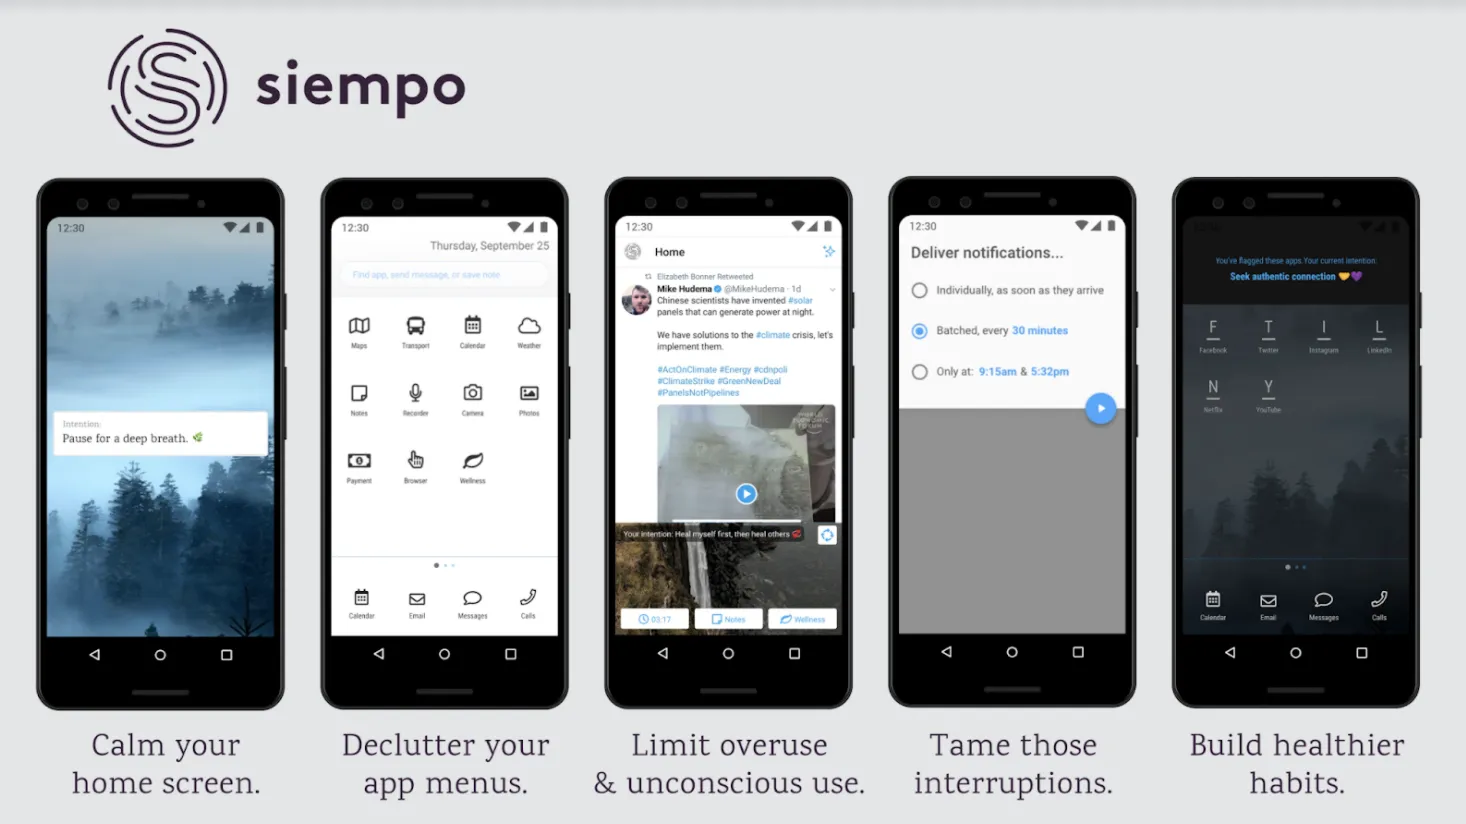 siempo
12:30
Intention:
Pause for a deep breath. 🌿
Calm your
home screen.
12:30
Thursday, September 25
Find app, send message, or save note
Maps
Transport
Calendar
Weather
Notes
Recorder
Camera
Photos
Payment
Browser
Wellness
Calendar
Email
Messages
Calls
Declutter your
app menus.
12:30
Home
Elizabeth Bonner Retweeted
Mike Hudema @MikeHudema · 1d
Chinese scientists have invented #solar
panels that can generate power at night.
We have solutions to the #climate crisis, let's
implement them.
#ActOnClimate #Energy #cdnpoli
#ClimateStrike #GreenNewDeal
#PanelsNotPipelines
WORLD
ECONOMIC
FORUM
Your Intention: Heal myself first, then heal others
03:17
Notes
Wellness
Limit overuse
& unconscious use.
12:30
Deliver notifications...
Individually, as soon as they arrive
Batched, every 30 minutes
Only at: 9:15am & 5:32pm
Tame those
interruptions.
You've flagged these apps.Your current intention:
Seek authentic connection 🤝💜
F
Facebook
T
Twitter
I
Instagram
L
LinkedIn
N
Netflix
Y
YouTube
Calendar
Email
Messages
Calls
Build healthier
habits.